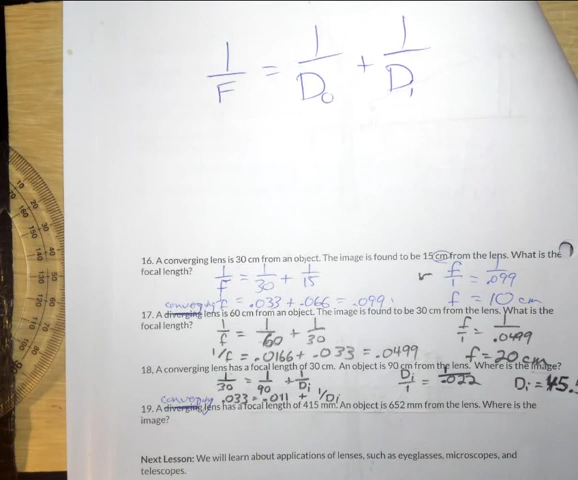 1/F = 1/Do + 1/Di
16. A converging lens is 30 cm from an object. The image is found to be 15 cm from the lens. What is the
focal length?
1/F = 1/30 + 1/15
f/1 = 1/.099
converging
f = .033 + .066 = .099
f = 10 cm
17. A diverging lens is 60 cm from an object. The image is found to be 30 cm from the lens. What is the
focal length?
1/f = 1/60 + 1/30
f/1 = 1/.0499
1/f = .0166 + .033 = .0499
f = 20 cm
18. A converging lens has a focal length of 30 cm. An object is 90 cm from the lens. Where is the image?
1/30 = 1/90 + 1/Di
Di/1 = /.022
Di = 45.5
converging
.033 = .011 + 1/Di
19. A diverging lens has a focal length of 415 mm. An object is 652 mm from the lens. Where is the
image?
Next Lesson: We will learn about applications of lenses, such as eyeglasses, microscopes, and
telescopes.